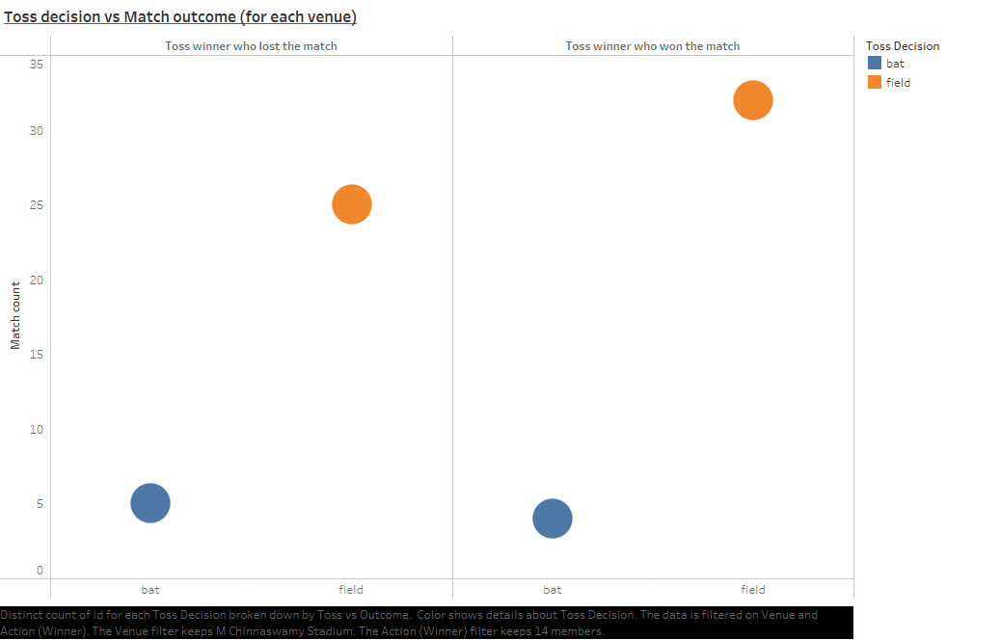 Toss decision vs Match outcome (for each venue)
Toss winner who lost the match
Toss winner who won the match
Toss Decision
bat
field
35
30
25
20
15
10
5
0
Match count
bat
field
bat
field
Distinct count of Id for each Toss Decision broken down by Toss vs Outcome.  Color shows details about Toss Decision. The data is filtered on Venue and
Action (Winner). The Venue filter keeps M Chinnaswamy Stadium. The Action (Winner) filter keeps 14 members.